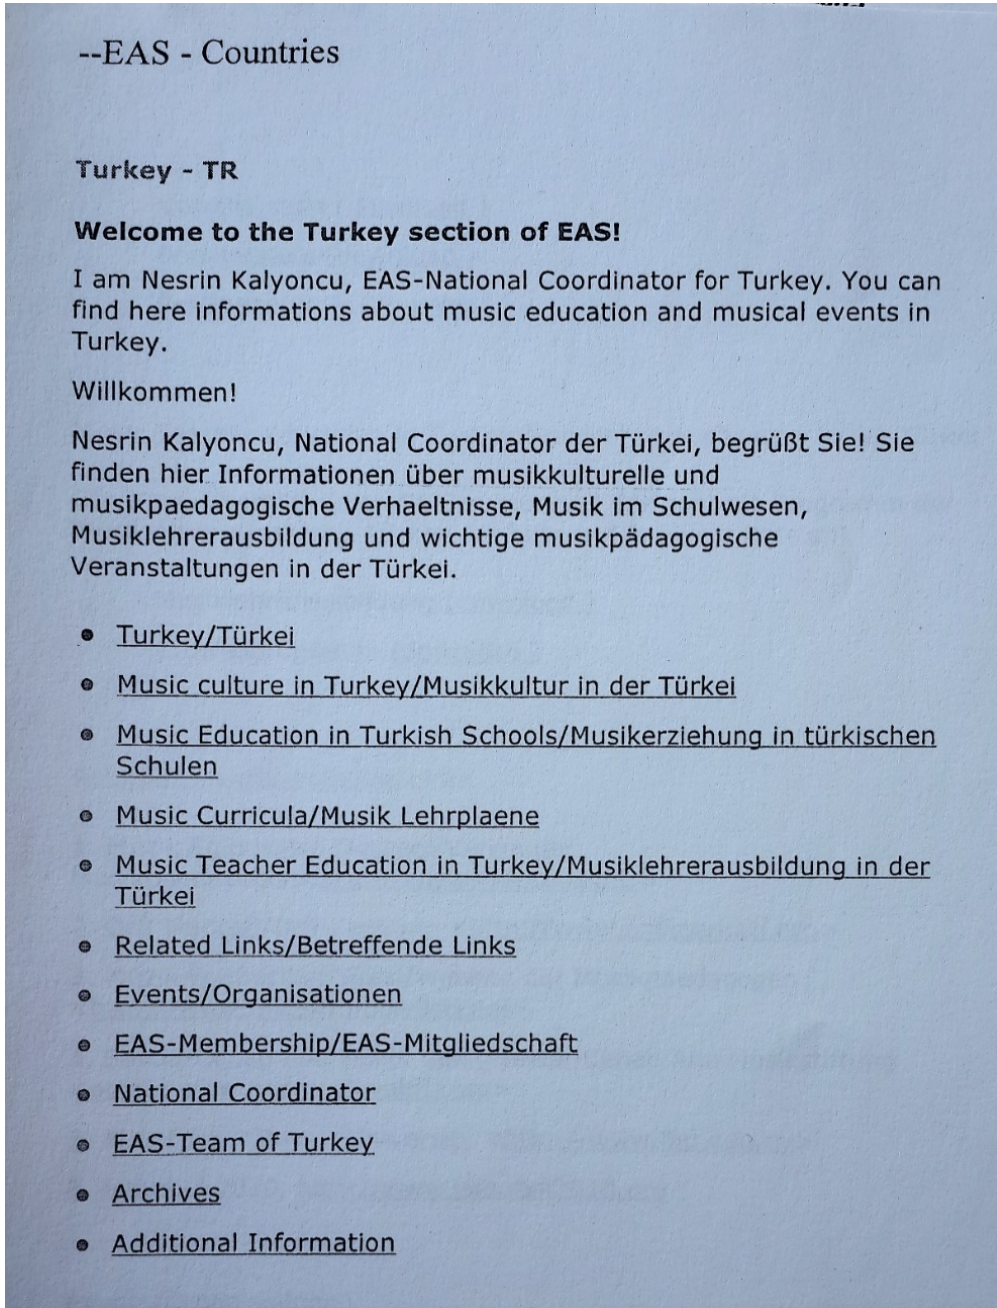 --EAS - Countries
Turkey - TR
Welcome to the Turkey section of EAS!
I am Nesrin Kalyoncu, EAS-National Coordinator for Turkey. You can
find here informations about music education and musical events in
Turkey.
Willkommen!
Nesrin Kalyoncu, National Coordinator der Türkei, begrüßt Sie! Sie
finden hier Informationen über musikkulturelle und
musikpaedagogische Verhaeltnisse, Musik im Schulwesen,
Musiklehrerausbildung und wichtige musikpädagogische
Veranstaltungen in der Türkei.
• Turkey/Türkei
• Music culture in Turkey/Musikkultur in der Türkei
• Music Education in Turkish Schools/Musikerziehung in türkischen
Schulen
• Music Curricula/Musik Lehrplaene
• Music Teacher Education in Turkey/Musiklehrerausbildung in der
Türkei
• Related Links/Betreffende Links
• Events/Organisationen
• EAS-Membership/EAS-Mitgliedschaft
• National Coordinator
• EAS-Team of Turkey
• Archives
• Additional Information